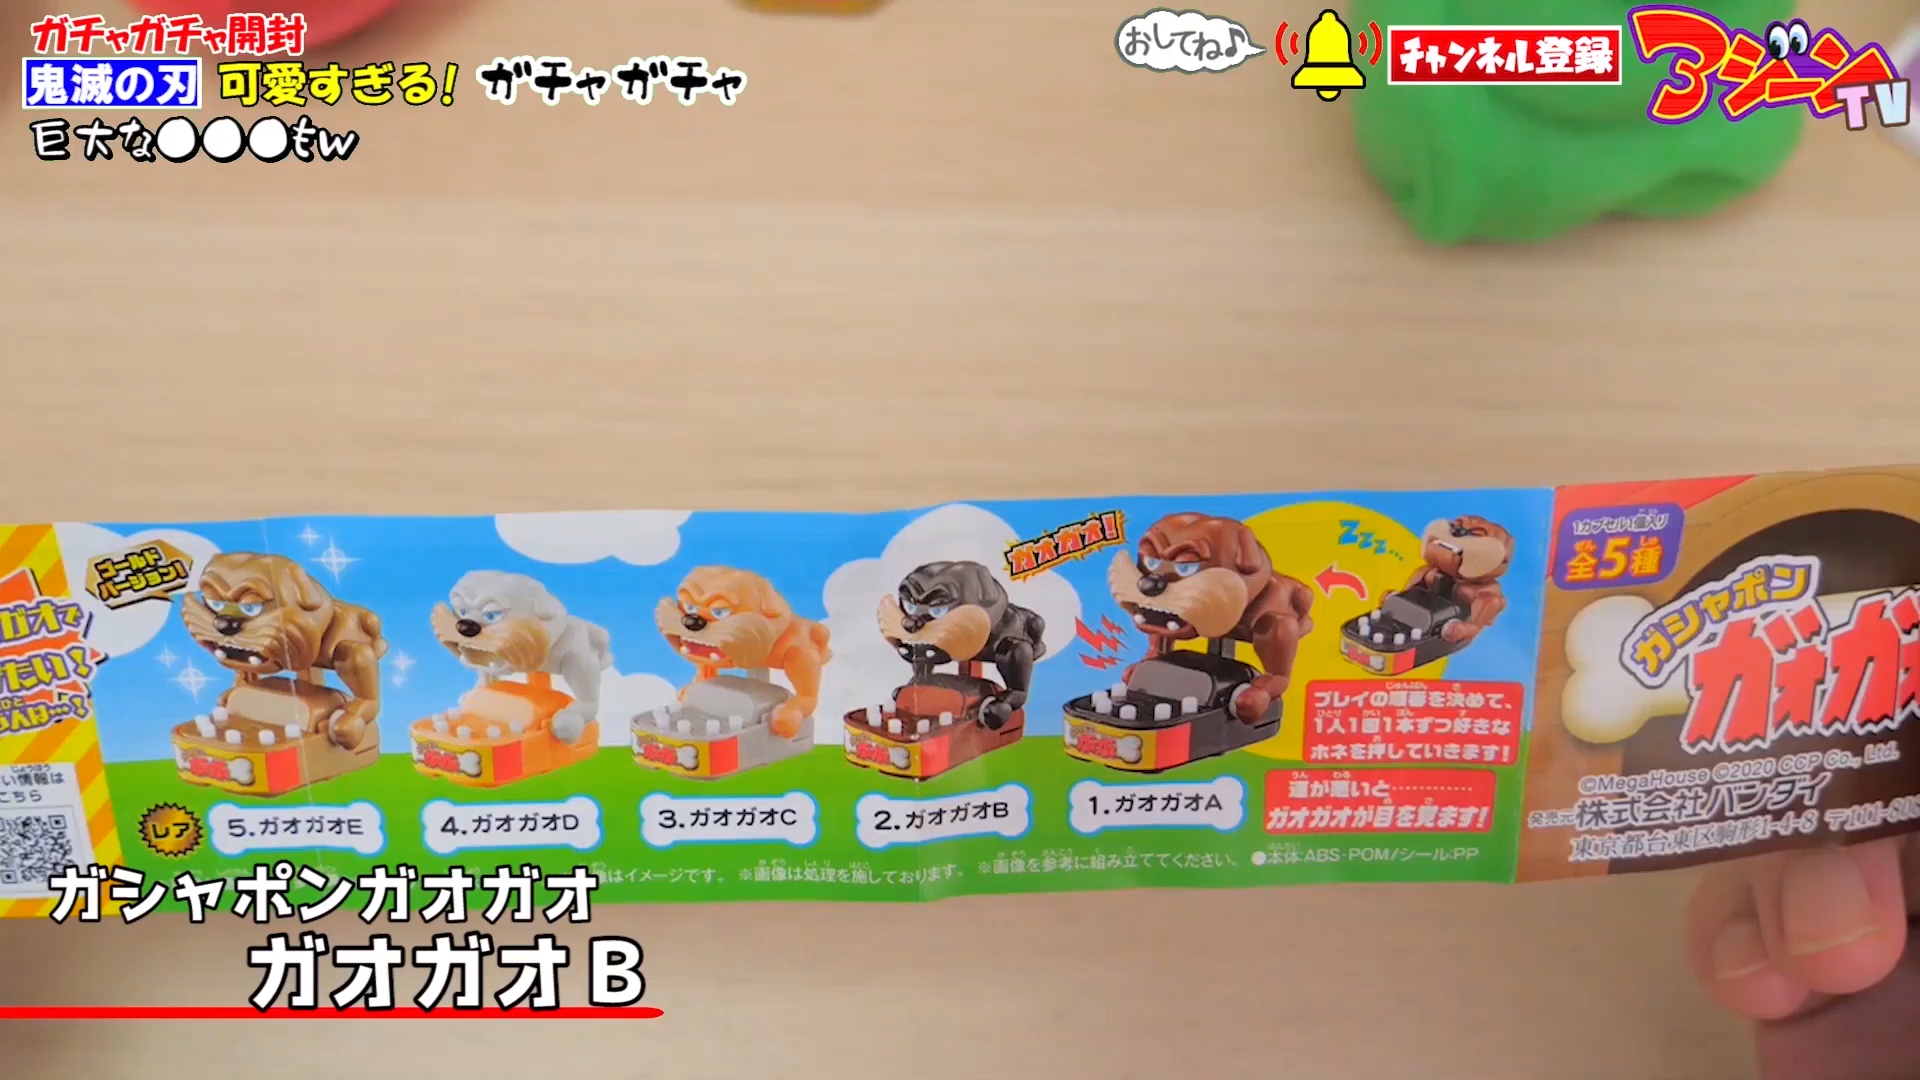 ガチャガチャ開封
鬼滅の刃 可愛すぎる! ガチャガチャ
巨大な●●●もw
おしてね♪
チャンネル登録
アジーンTV
ゴールド
バージョン!
ガオガオ!
Zzz...
1カプセル1個入り
全5種
ガシャポン
©MegaHouse ©2020 CCP Co., Ltd.
発売元 株式会社バンダイ
東京都台東区駒形1-4-8
プレイの順番を決めて、
1人1回1本ずつ好きな
ホネを押していきます!
運が悪いと…………
ガオガオが目を覚ます!
レア
5.ガオガオE
4.ガオガオD
3.ガオガオC
2.ガオガオB
1.ガオガオA
はイメージです。 ※画像は処理を施しております。 ※画像を参考に組み立ててください。 ●本体:ABS・POM/シール:PP
ガシャポンガオガオ
ガオガオB